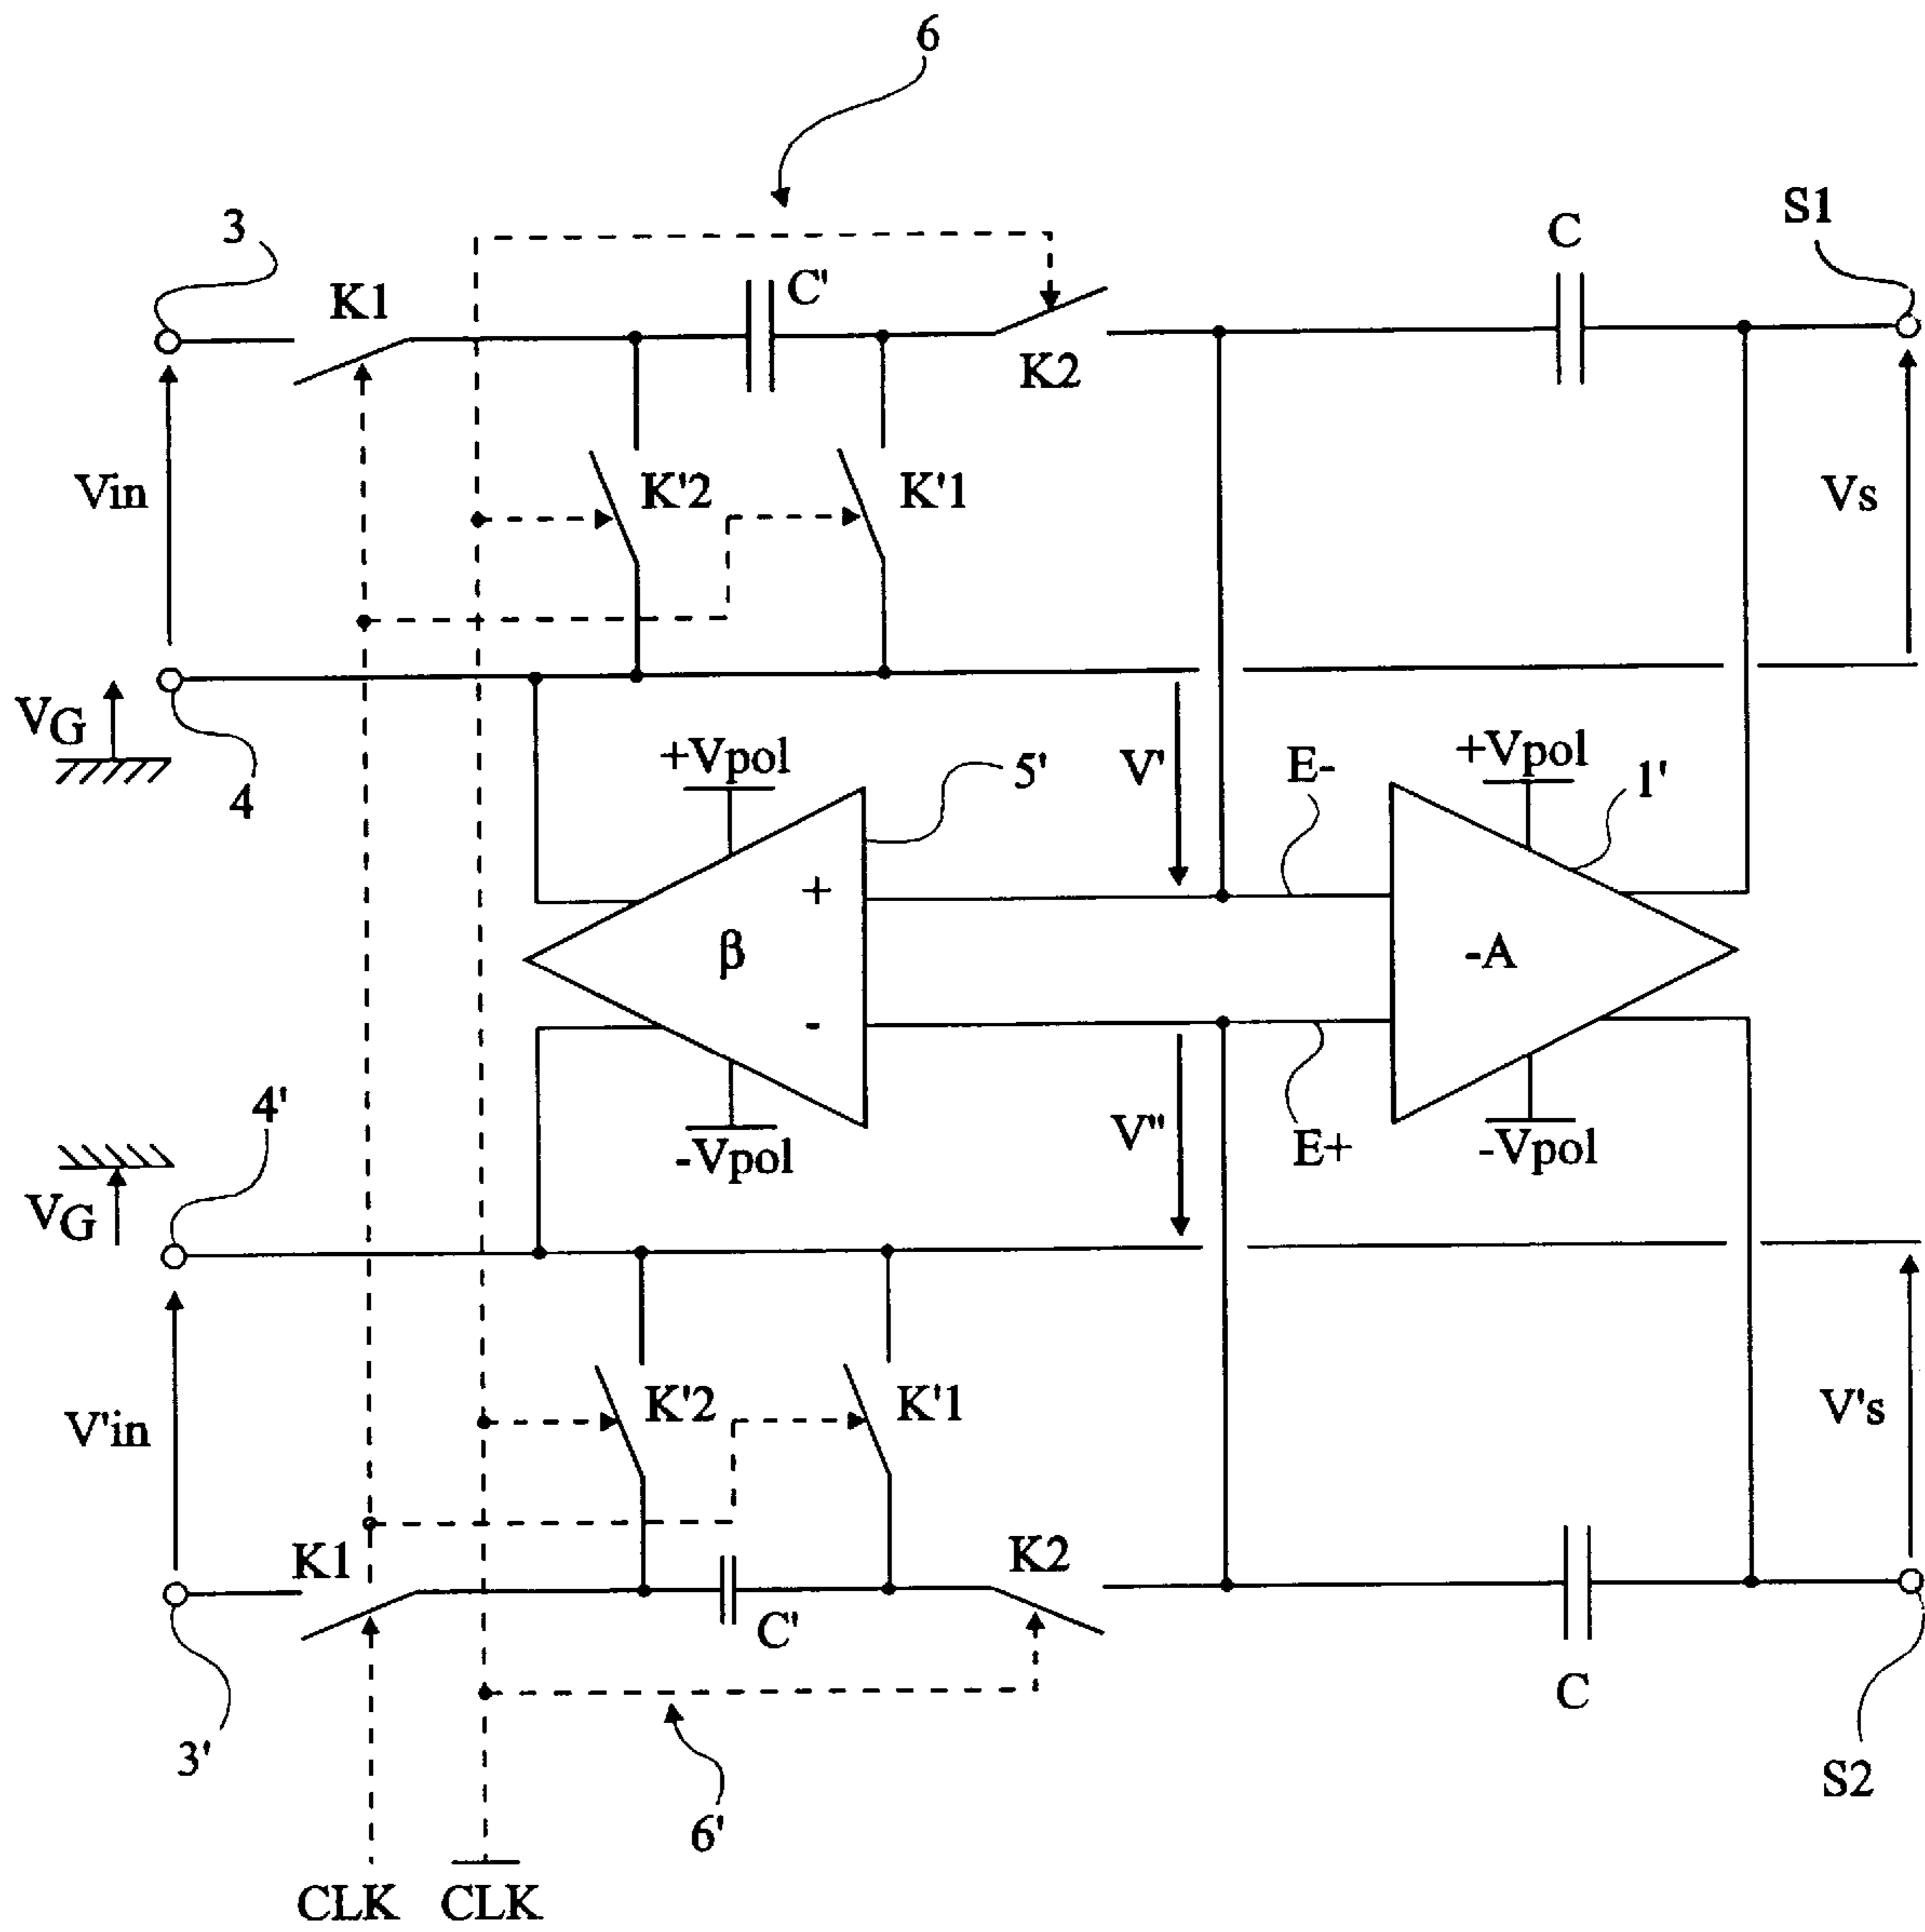 6
3
S1
C
K1
C'
K2
Vin
K'2
K'1
Vs
VG
4
+Vpol
5'
V'
E-
+Vpol
1'
+
β
-A
-
4'
-Vpol
V"
E+
-Vpol
VG
V'in
K'2
K'1
V's
K1
K2
C'
C
3'
6'
S2
CLK
C̅L̅K̅